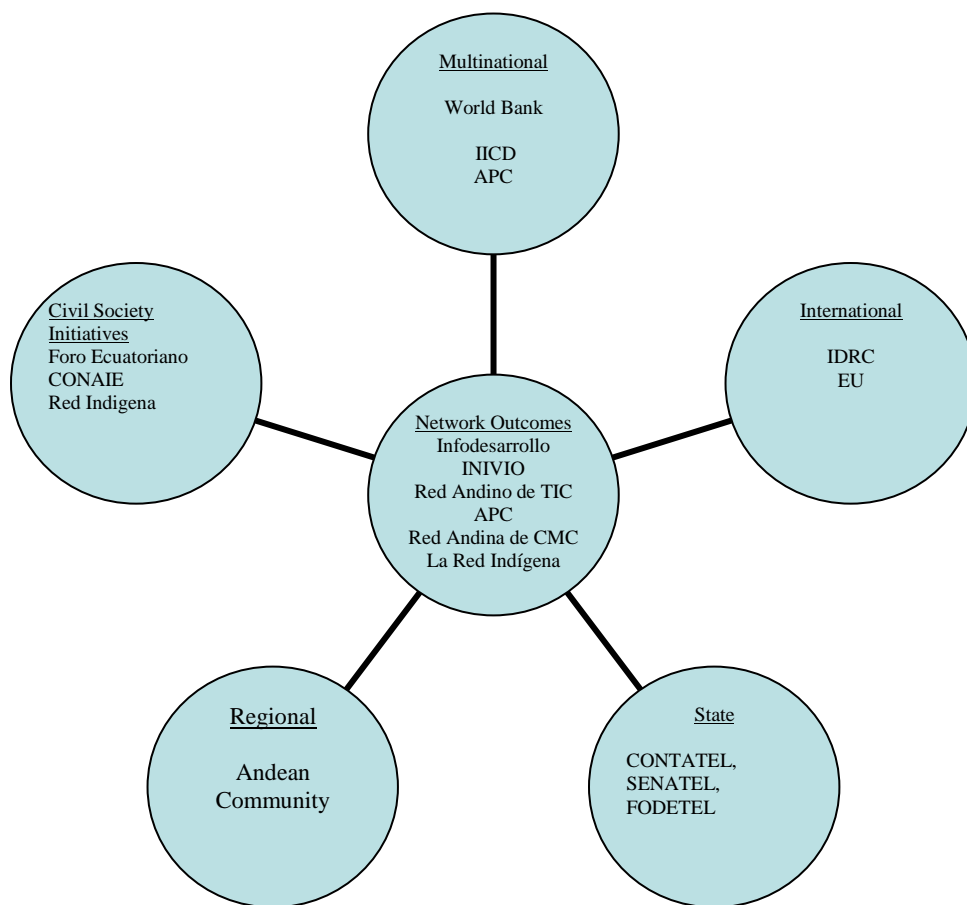 Multinational
World Bank
IICD
APC
Civil Society
Initiatives
Foro Ecuatoriano
CONAIE
Red Indigena
International
IDRC
EU
Network Outcomes
Infodesarrollo
INIVIO
Red Andino de TIC
APC
Red Andina de CMC
La Red Indígena
Regional
Andean
Community
State
CONTATEL,
SENATEL,
FODETEL